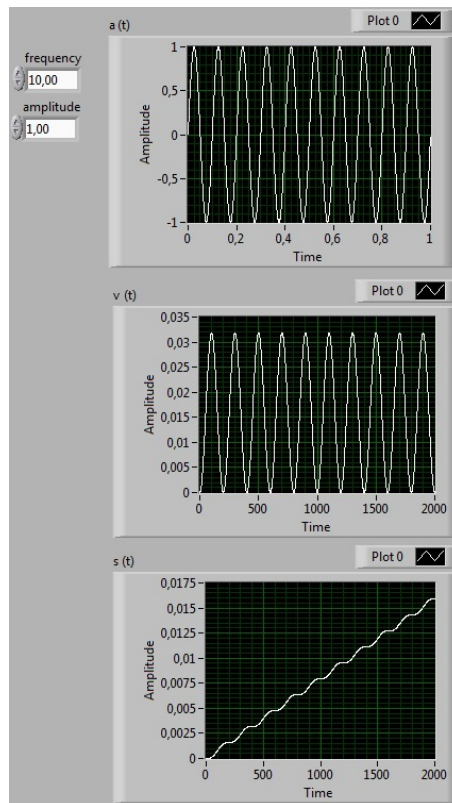 a (t)
Plot 0
frequency
10,00
amplitude
1,00
Amplitude
1
0,5
0
-0,5
-1
0 0,2 0,4 0,6 0,8 1
Time
v (t)
Plot 0
Amplitude
0,035
0,03
0,025
0,02
0,015
0,01
0,005
0
0 500 1000 1500 2000
Time
s (t)
Plot 0
Amplitude
0,0175
0,015
0,0125
0,01
0,0075
0,005
0,0025
0
0 500 1000 1500 2000
Time